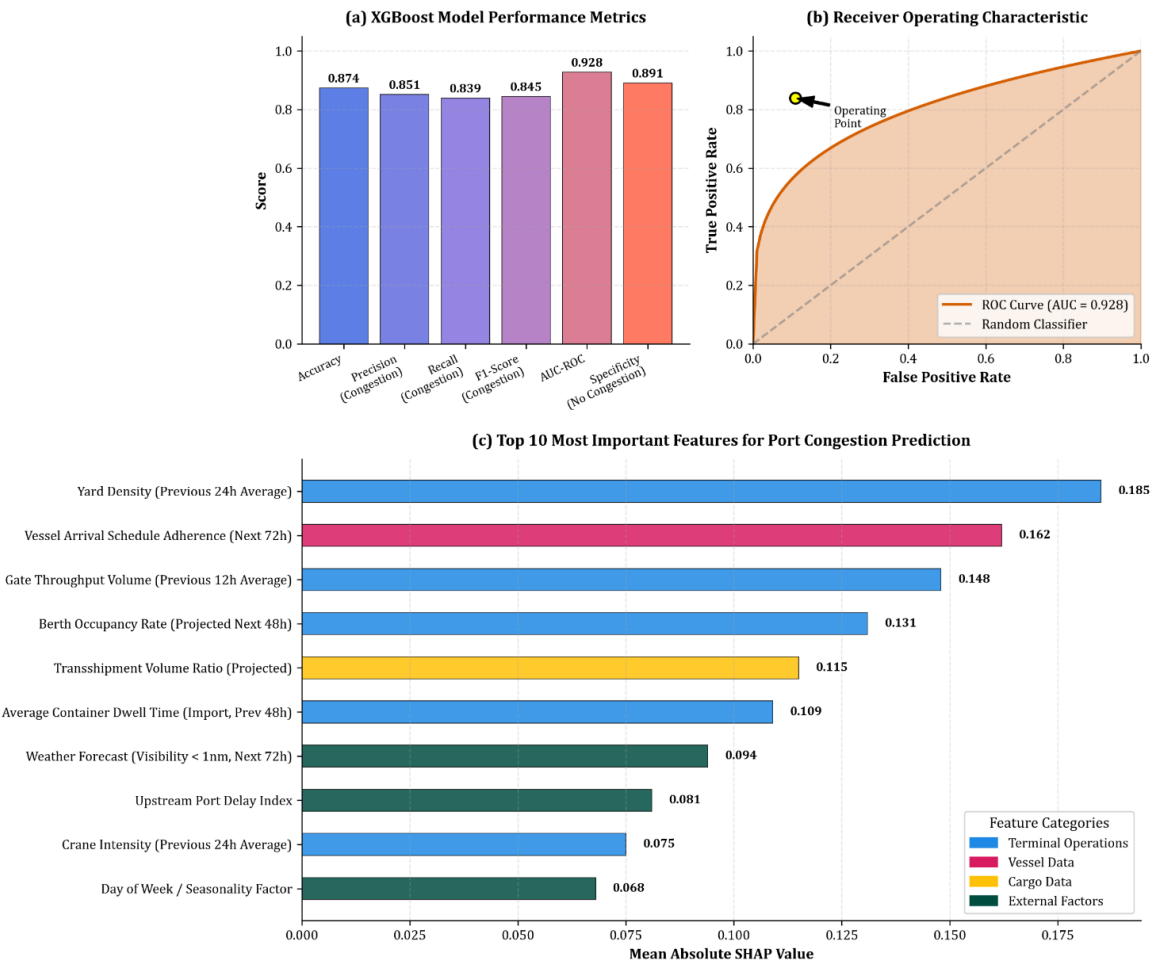 (a) XGBoost Model Performance Metrics
Score
1.0
0.8
0.6
0.4
0.2
0.0
0.874
0.851
0.839
0.845
0.928
0.891
Accuracy
Precision
(Congestion)
Recall
(Congestion)
F1-Score
(Congestion)
AUC-ROC
Specificity
(No Congestion)
(b) Receiver Operating Characteristic
True Positive Rate
1.0
0.8
0.6
0.4
0.2
0.0
Operating
Point
ROC Curve (AUC = 0.928)
Random Classifier
0.0
0.2
0.4
0.6
0.8
1.0
False Positive Rate
(c) Top 10 Most Important Features for Port Congestion Prediction
Yard Density (Previous 24h Average)
0.185
Vessel Arrival Schedule Adherence (Next 72h)
0.162
Gate Throughput Volume (Previous 12h Average)
0.148
Berth Occupancy Rate (Projected Next 48h)
0.131
Transshipment Volume Ratio (Projected)
0.115
Average Container Dwell Time (Import, Prev 48h)
0.109
Weather Forecast (Visibility < 1nm, Next 72h)
0.094
Upstream Port Delay Index
0.081
Crane Intensity (Previous 24h Average)
0.075
Day of Week / Seasonality Factor
0.068
Feature Categories
Terminal Operations
Vessel Data
Cargo Data
External Factors
0.000
0.025
0.050
0.075
0.100
0.125
0.150
0.175
Mean Absolute SHAP Value